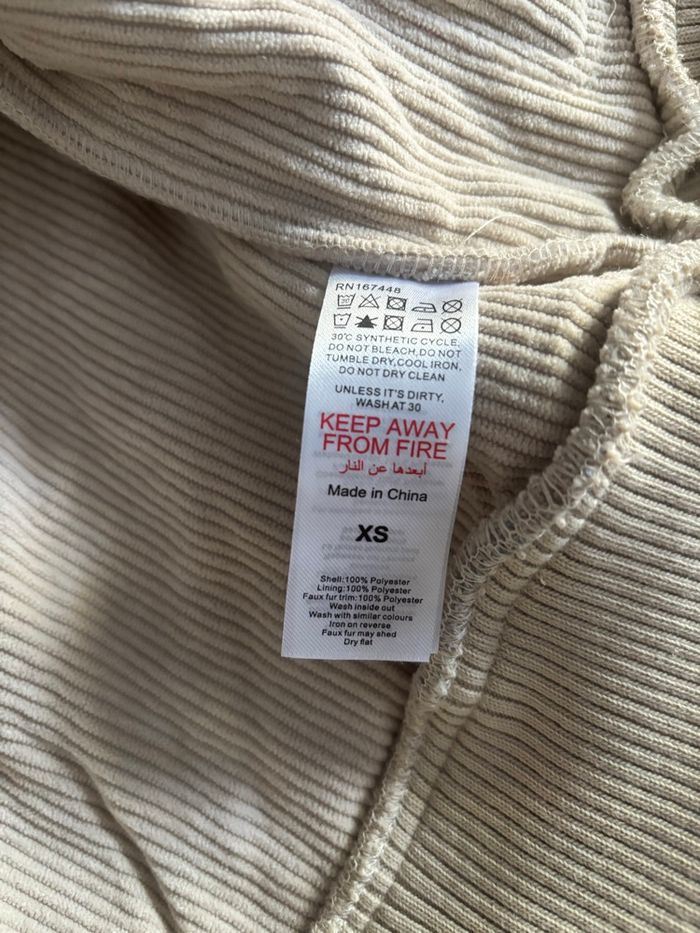 RN167448
30°C SYNTHETIC CYCLE,
DO NOT BLEACH,DO NOT
TUMBLE DRY,COOL IRON,
DO NOT DRY CLEAN
UNLESS IT'S DIRTY,
WASH AT 30
KEEP AWAY
FROM FIRE
أبعدها عن النار
Made in China
XS
Shell:100% Polyester
Lining:100% Polyester
Faux fur trim:100% Polyester
Wash inside out
Wash with similar colours
Iron on reverse
Faux fur may shed
Dry flat